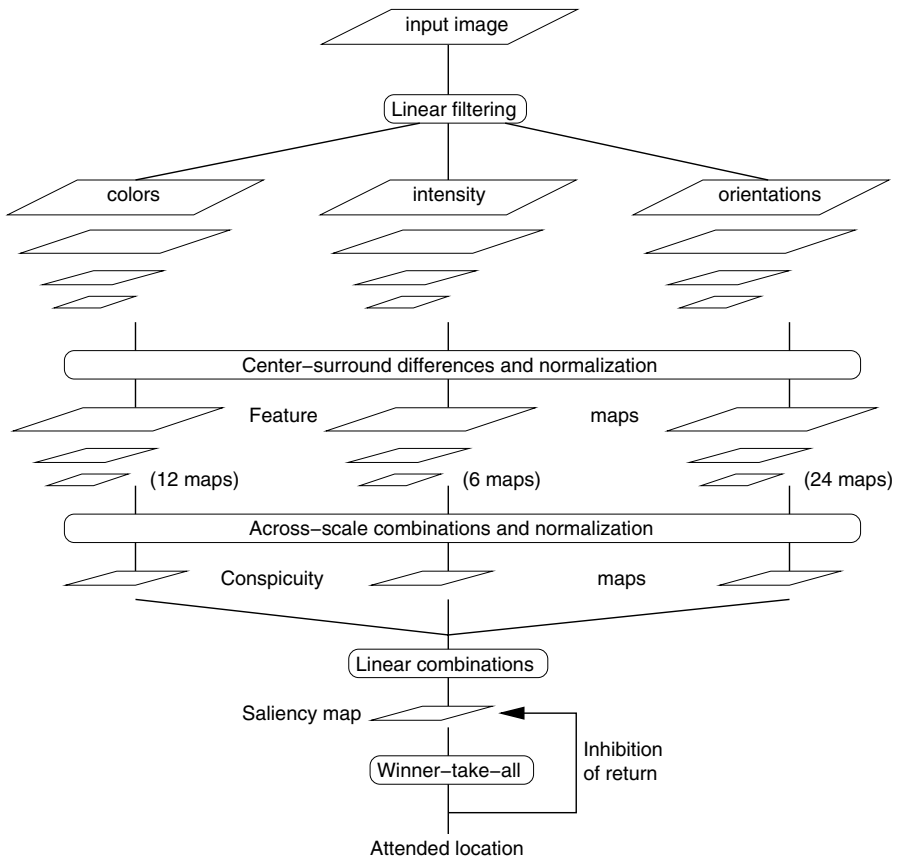 input image
Linear filtering
colors
intensity
orientations
Center−surround differences and normalization
Feature
maps
(12 maps)
(6 maps)
(24 maps)
Across−scale combinations and normalization
Conspicuity
maps
Linear combinations
Saliency map
Inhibition
of return
Winner−take−all
Attended location